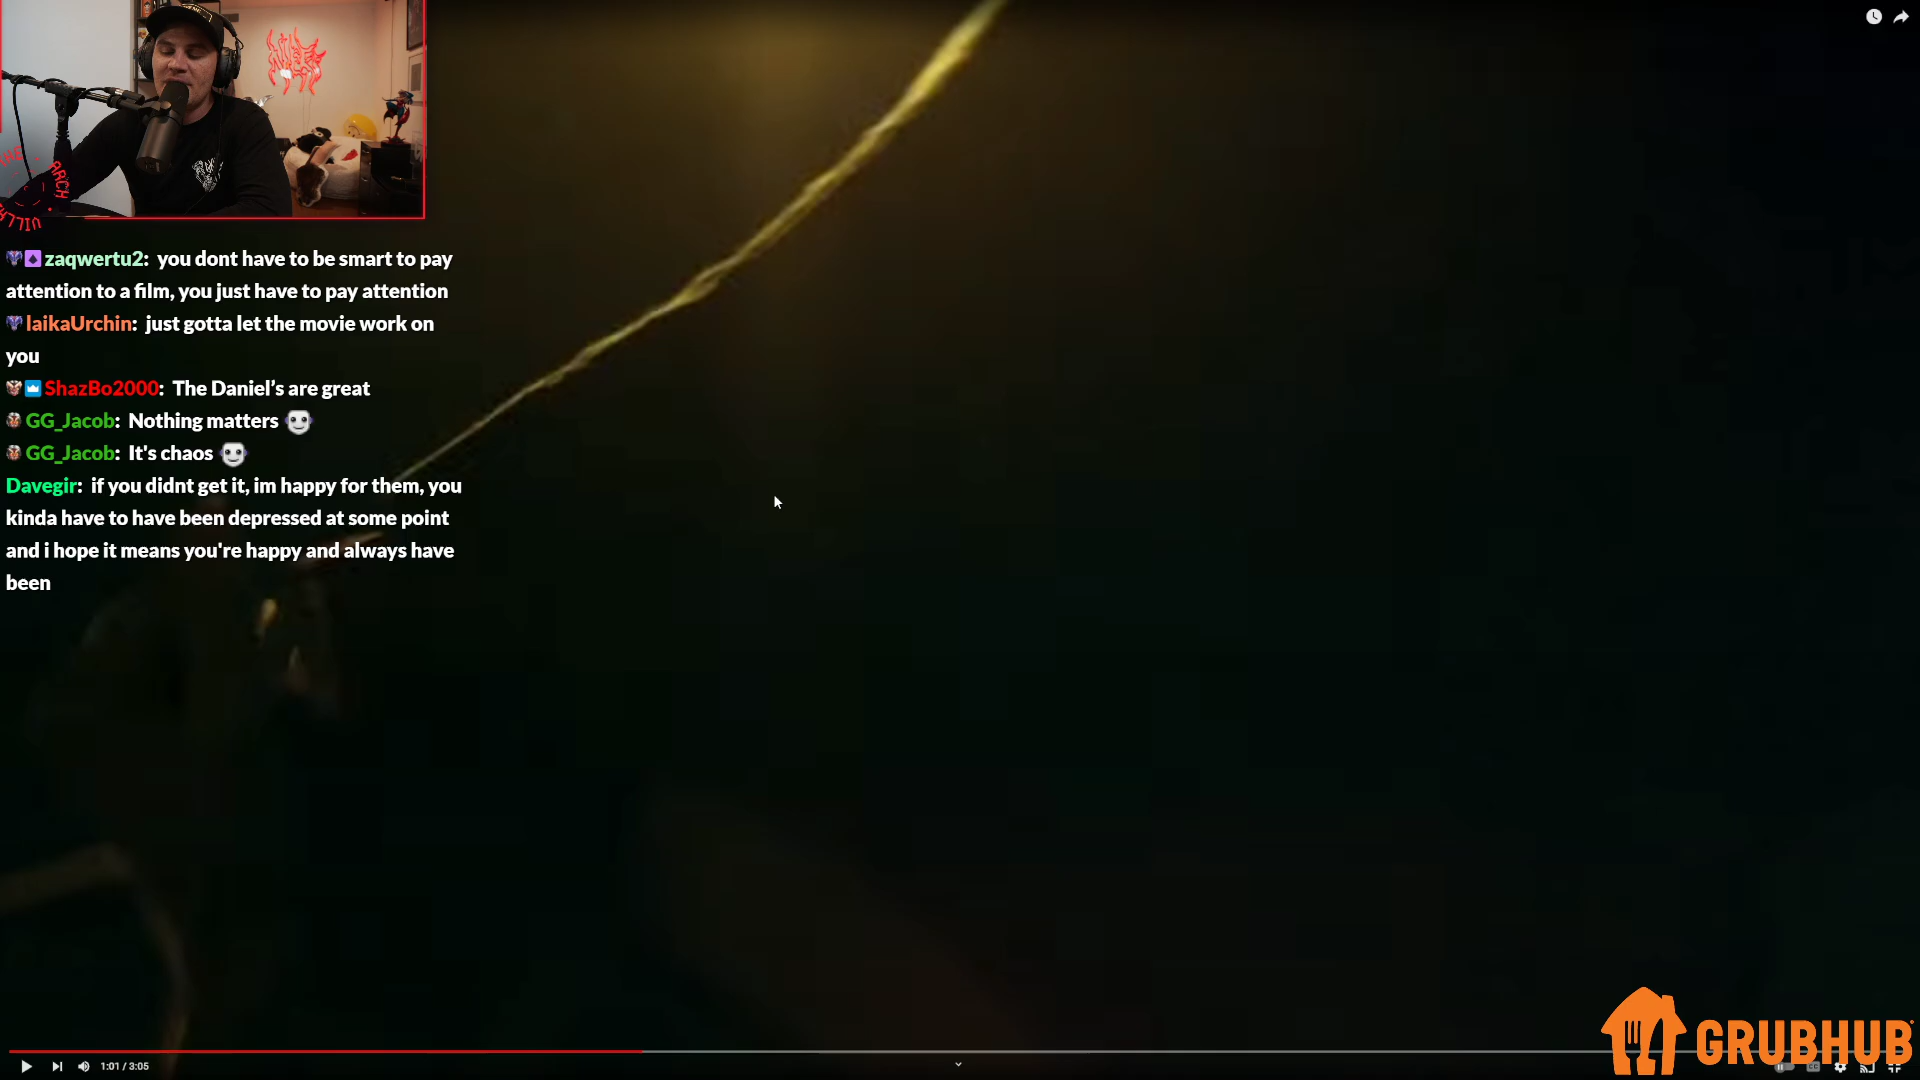 zaqwertu2: you dont have to be smart to pay
attention to a film, you just have to pay attention
laikaUrchin: just gotta let the movie work on
you
ShazBo2000: The Daniel’s are great
GG_Jacob: Nothing matters
GG_Jacob: It's chaos
Davegir: if you didnt get it, im happy for them, you
kinda have to have been depressed at some point
and i hope it means you're happy and always have
been
ARCH
GRUBHUB
1:01 / 3:05